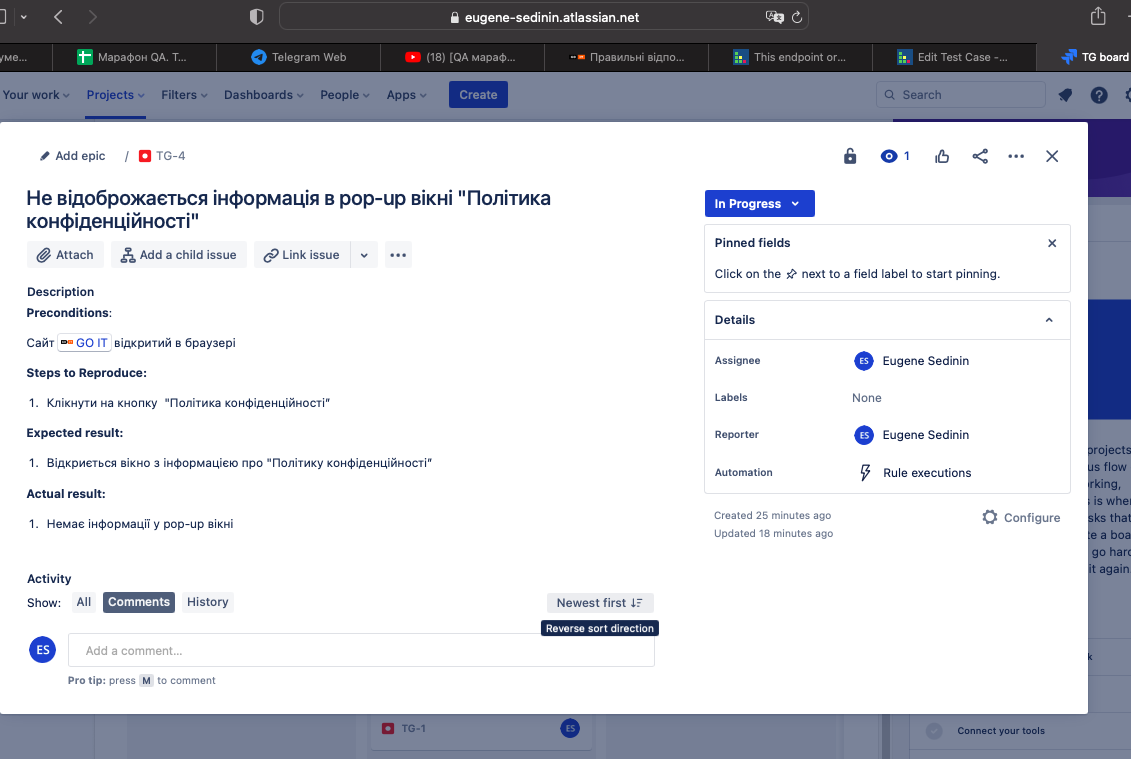 eugene-sedinin.atlassian.net
уме...
Марафон QA. Т...
Telegram Web
(18) [QA мараф...
Правильні відпо...
This endpoint or...
Edit Test Case -...
TG board
Your work
Projects
Filters
Dashboards
People
Apps
Create
Search
Add epic
/
TG-4
1
Не відоброжається інформація в pop-up вікні "Політика
конфіденційності"
In Progress
Attach
Add a child issue
Link issue
Pinned fields
Click on the next to a field label to start pinning.
Description
Preconditions:
Сайт GO IT відкритий в браузері
Steps to Reproduce:
1. Клікнути на кнопку "Політика конфіденційності"
Expected result:
1. Відкриється вікно з інформацією про "Політику конфіденційності"
Actual result:
1. Немає інформації у pop-up вікні
Details
Assignee
ES
Eugene Sedinin
Labels
None
Reporter
ES
Eugene Sedinin
Automation
Rule executions
Created 25 minutes ago
Updated 18 minutes ago
Configure
Activity
Show:
All
Comments
History
Newest first
Reverse sort direction
ES
Add a comment...
Pro tip: press M to comment
projects
us flow
rking,
s is wher
sks that
te a boa
go hard
it again
k
TG-1
ES
Connect your tools